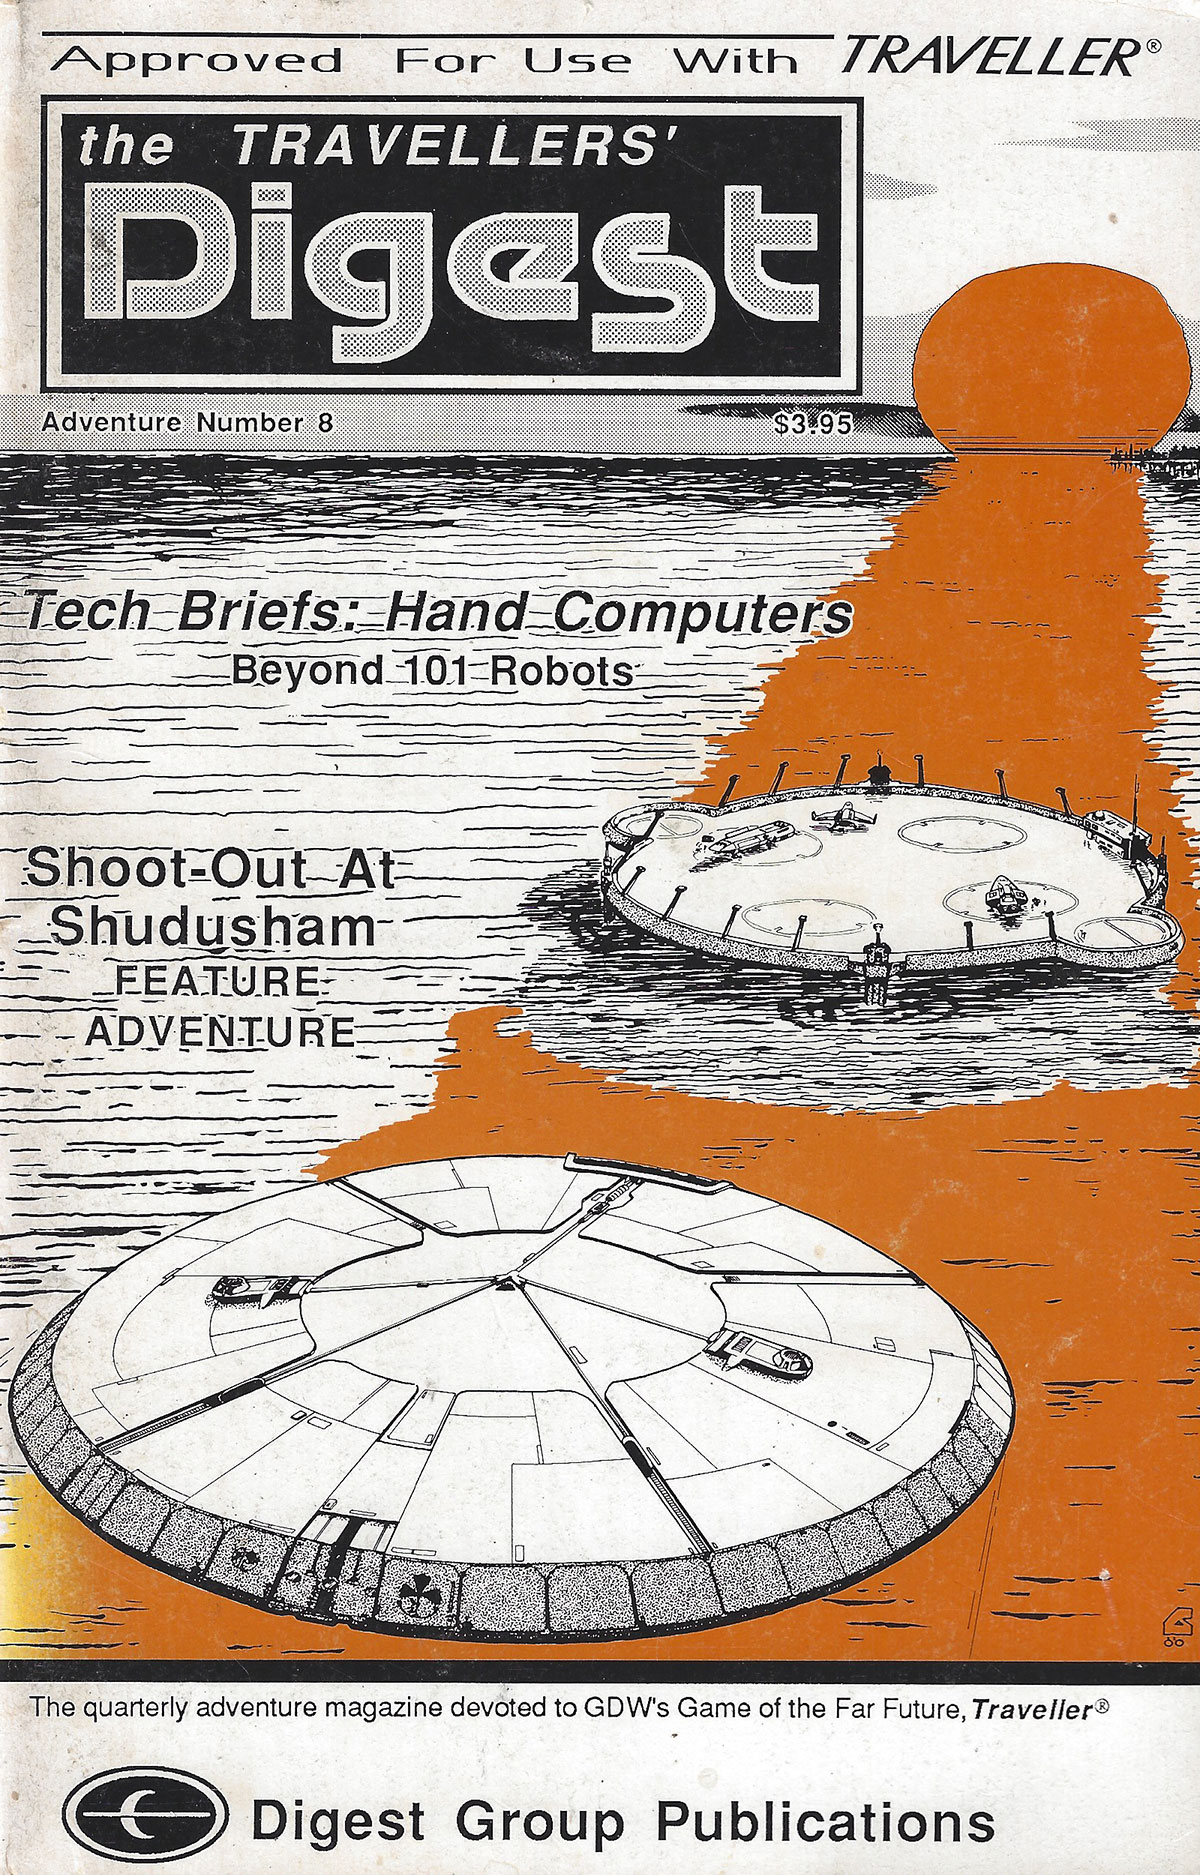 Approved For Use With TRAVELLER®
the TRAVELLERS'
Digest
Adventure Number 8
$3.95
Tech Briefs: Hand Computers
Beyond 101 Robots
Shoot-Out At
Shudusham
FEATURE
ADVENTURE
The quarterly adventure magazine devoted to GDW's Game of the Far Future, Traveller®
Digest Group Publications